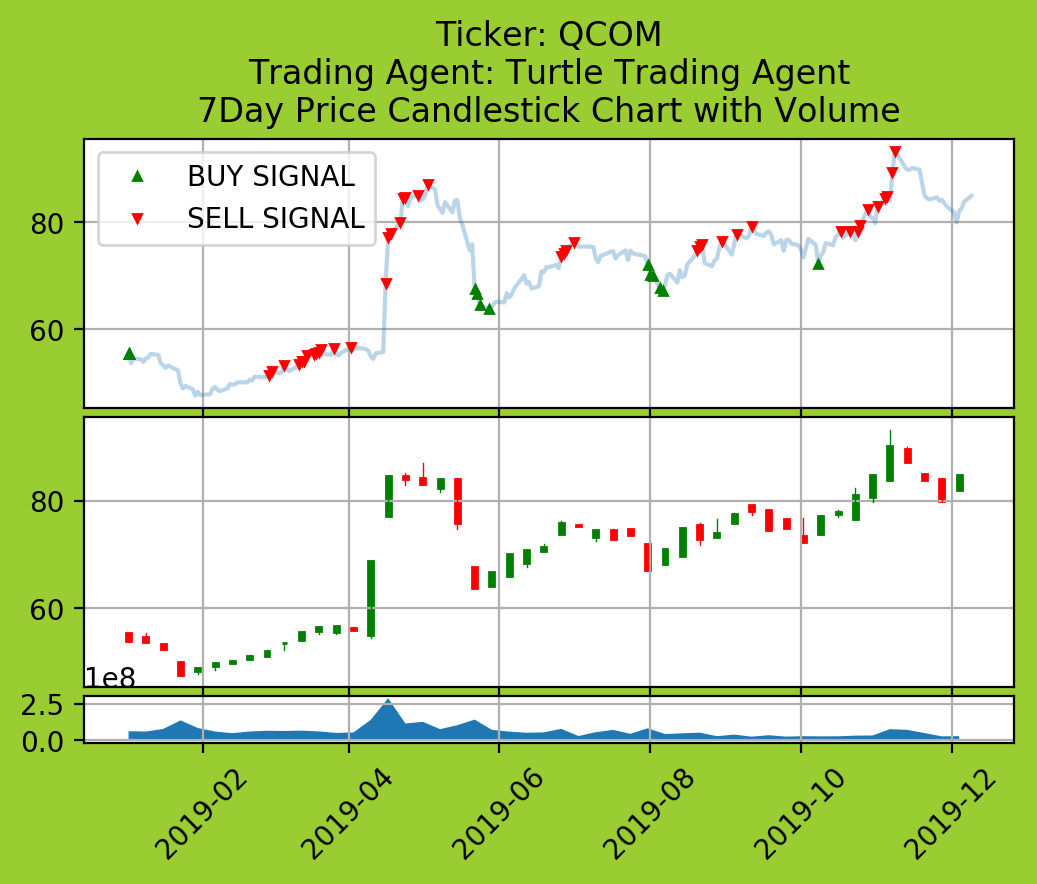 Ticker: QCOM
Trading Agent: Turtle Trading Agent
7Day Price Candlestick Chart with Volume
BUY SIGNAL
SELL SIGNAL
80
60
80
60
1e8
2.5
0.0
2019-02
2019-04
2019-06
2019-08
2019-10
2019-12